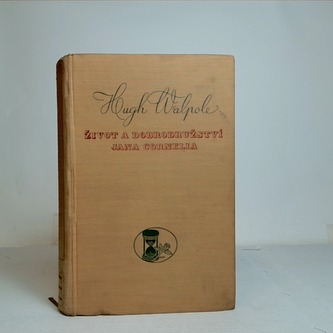 Hugh Walpole
ŽIVOT A DOBRODRUŽSTVÍ
JANA CORNELIA